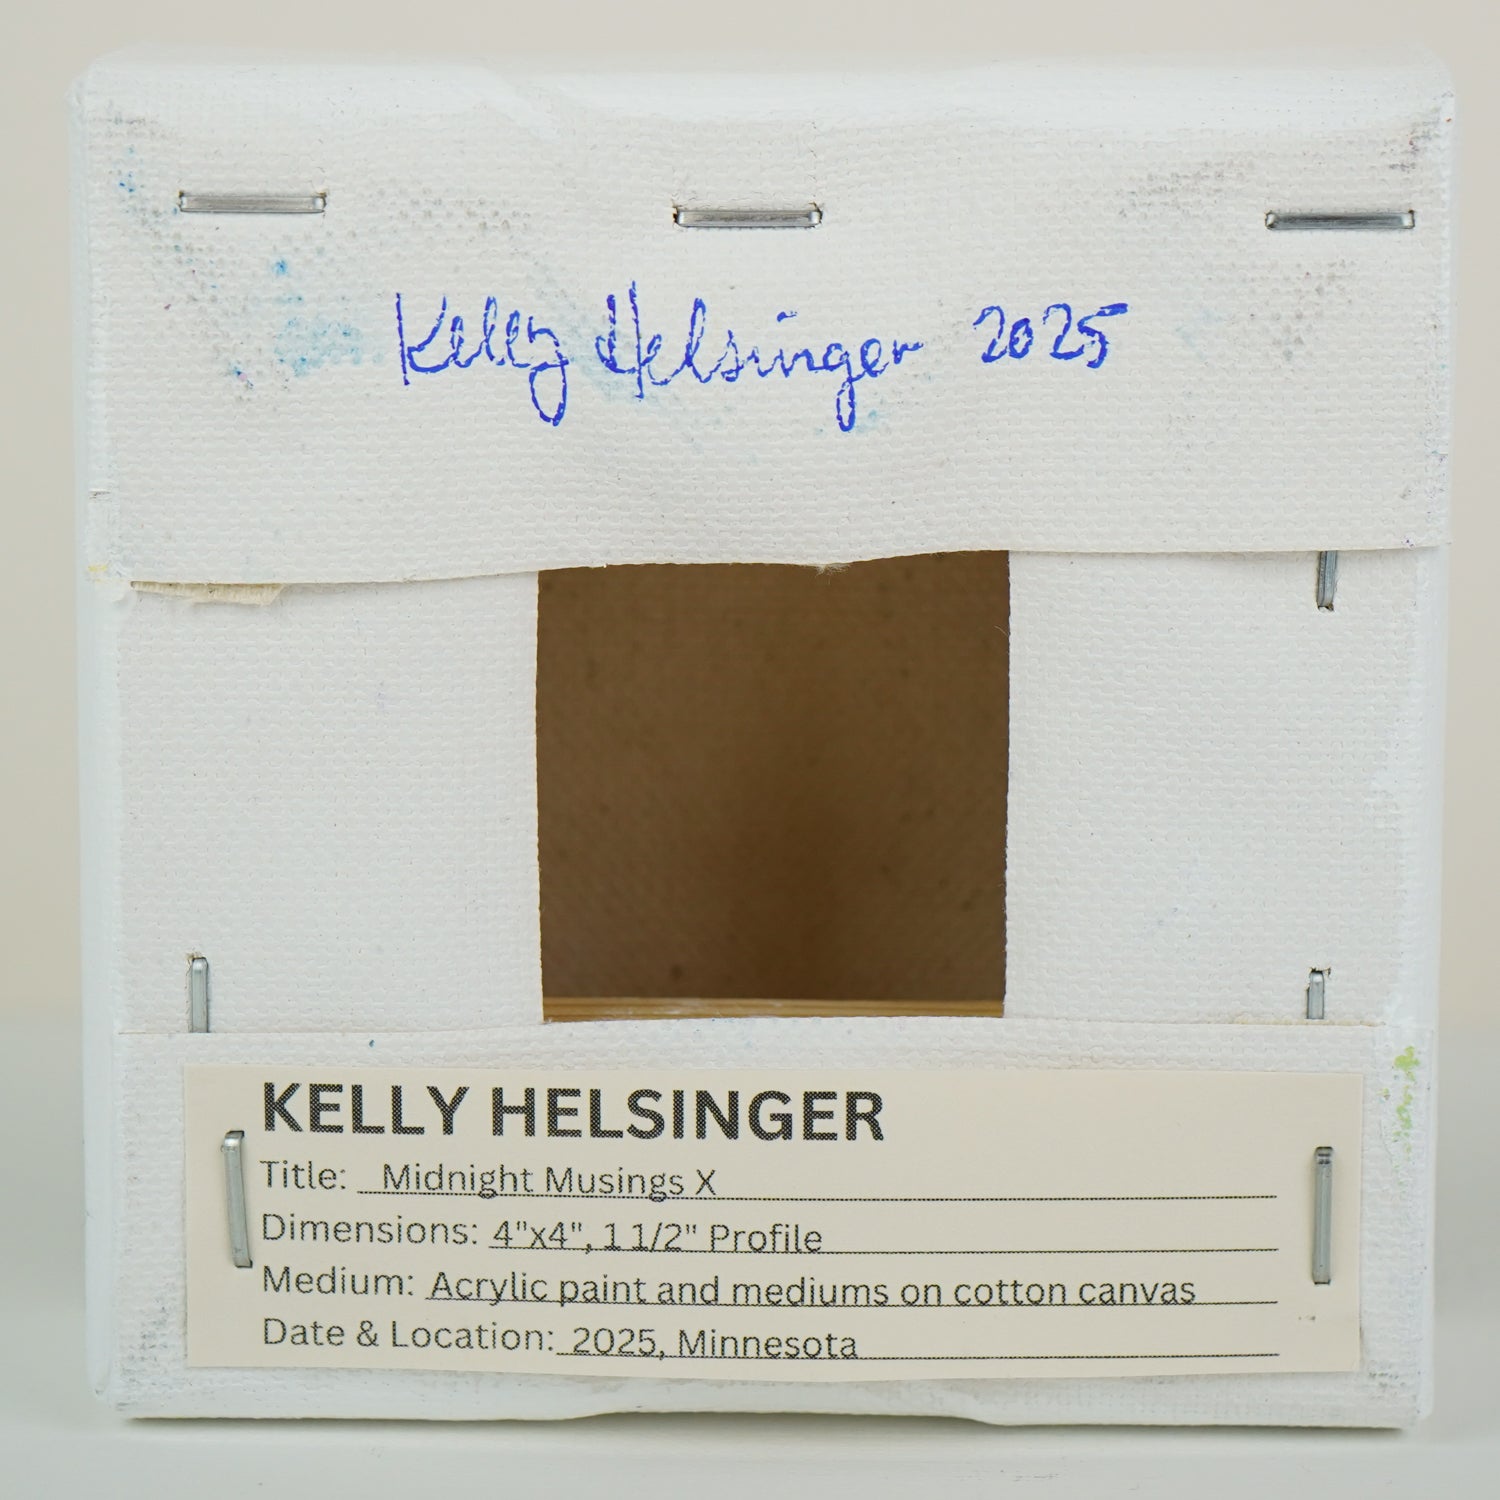 Kelly Helsinger 2025
KELLY HELSINGER
Title: Midnight Musings X
Dimensions: 4"x4", 1 1/2" Profile
Medium: Acrylic paint and mediums on cotton canvas
Date & Location: 2025, Minnesota